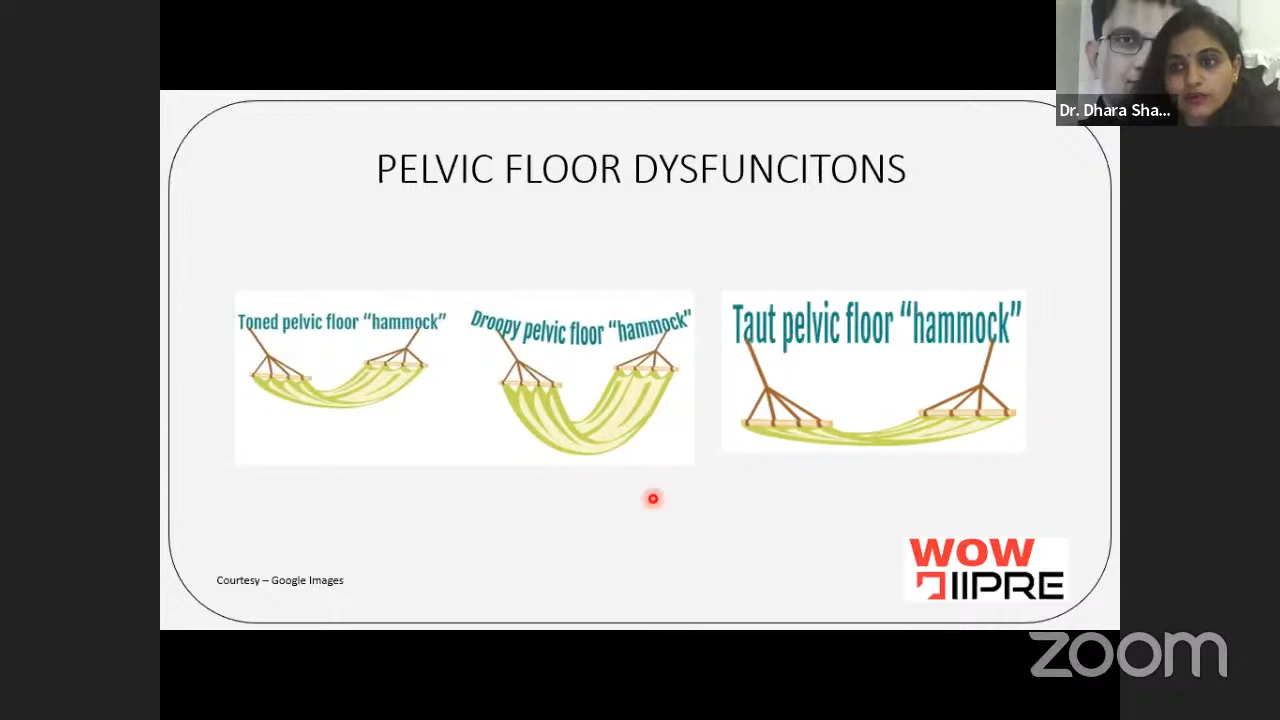 Dr. Dhara Sha...
PELVIC FLOOR DYSFUNCITONS
Toned pelvic floor “hammock”
Droopy pelvic floor “hammock”
Taut pelvic floor “hammock”
WOW
IIPRE
Courtesy – Google Images
zoom